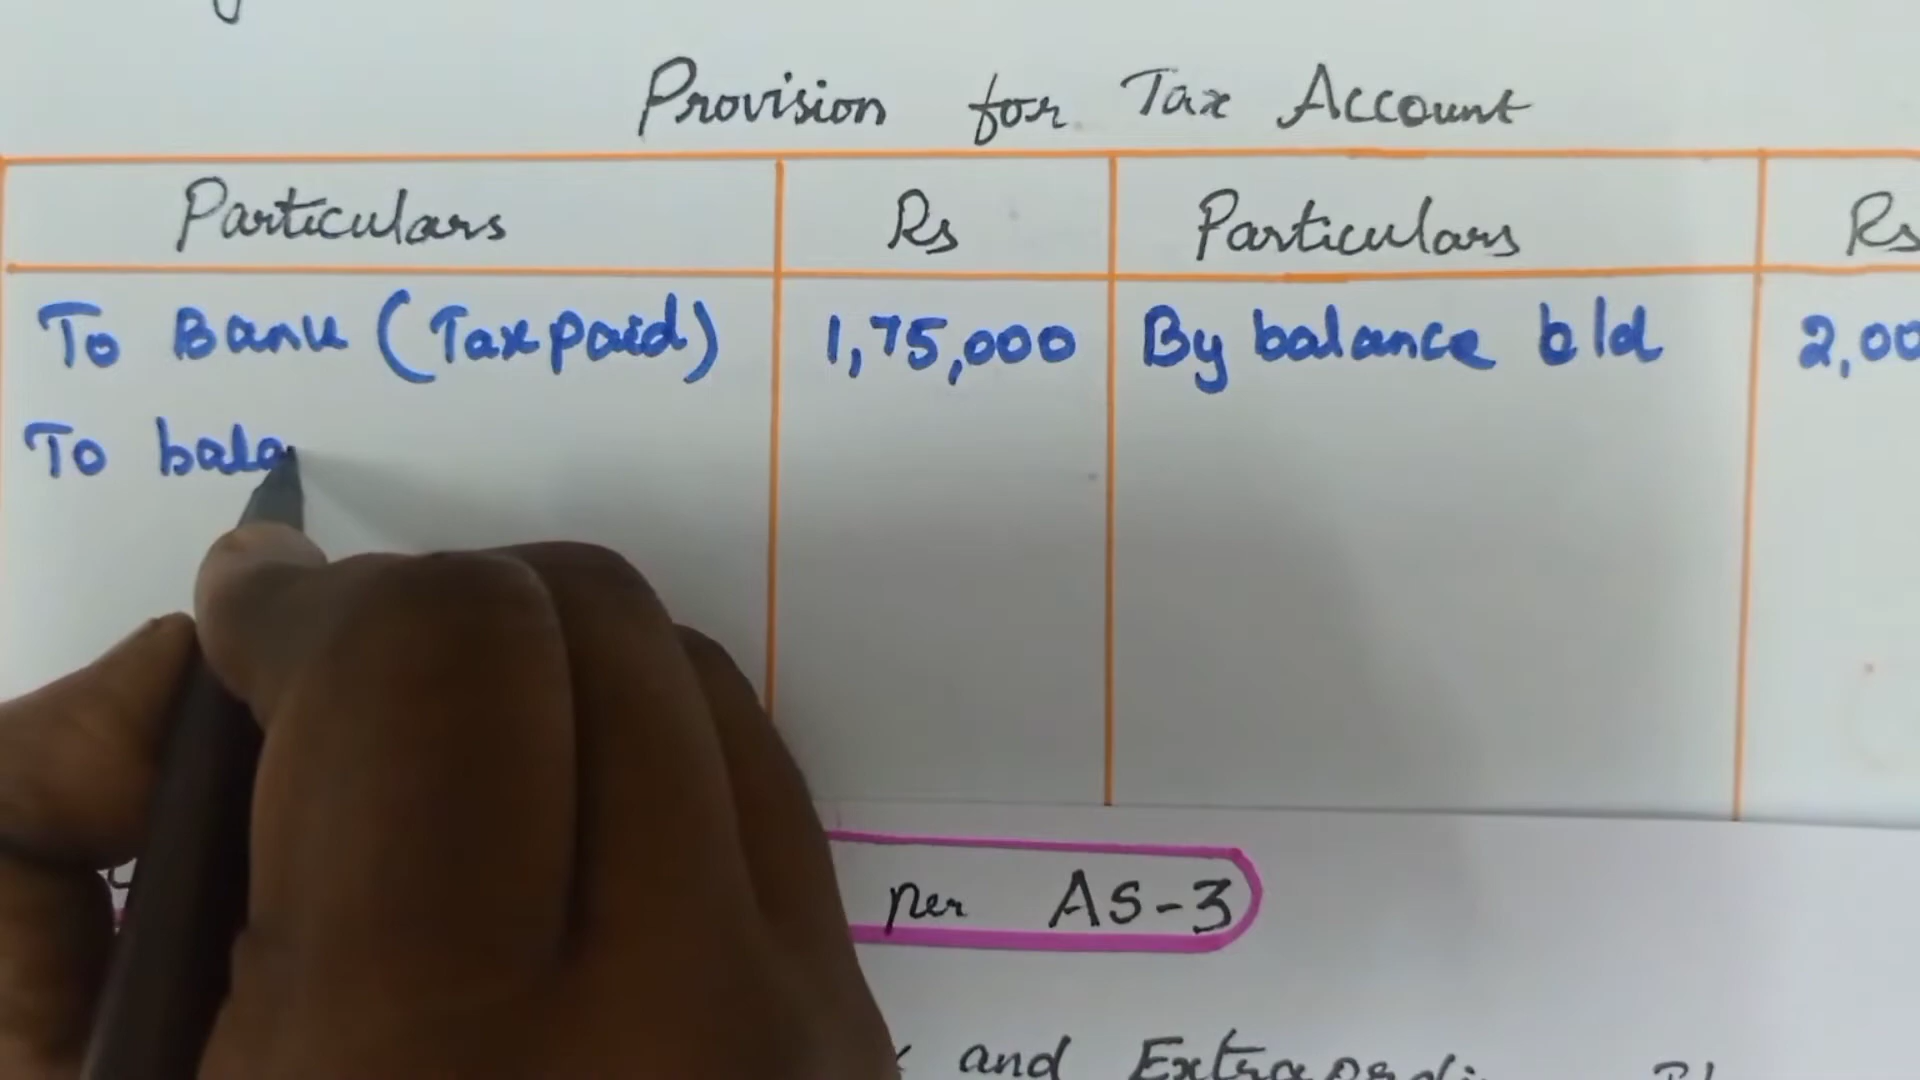 Provision for Tax Account
Particulars Rs Particulars Rs
To Bank (Tax paid) 1,75,000 By balance b/d 2,00
To bala
per AS-3
and